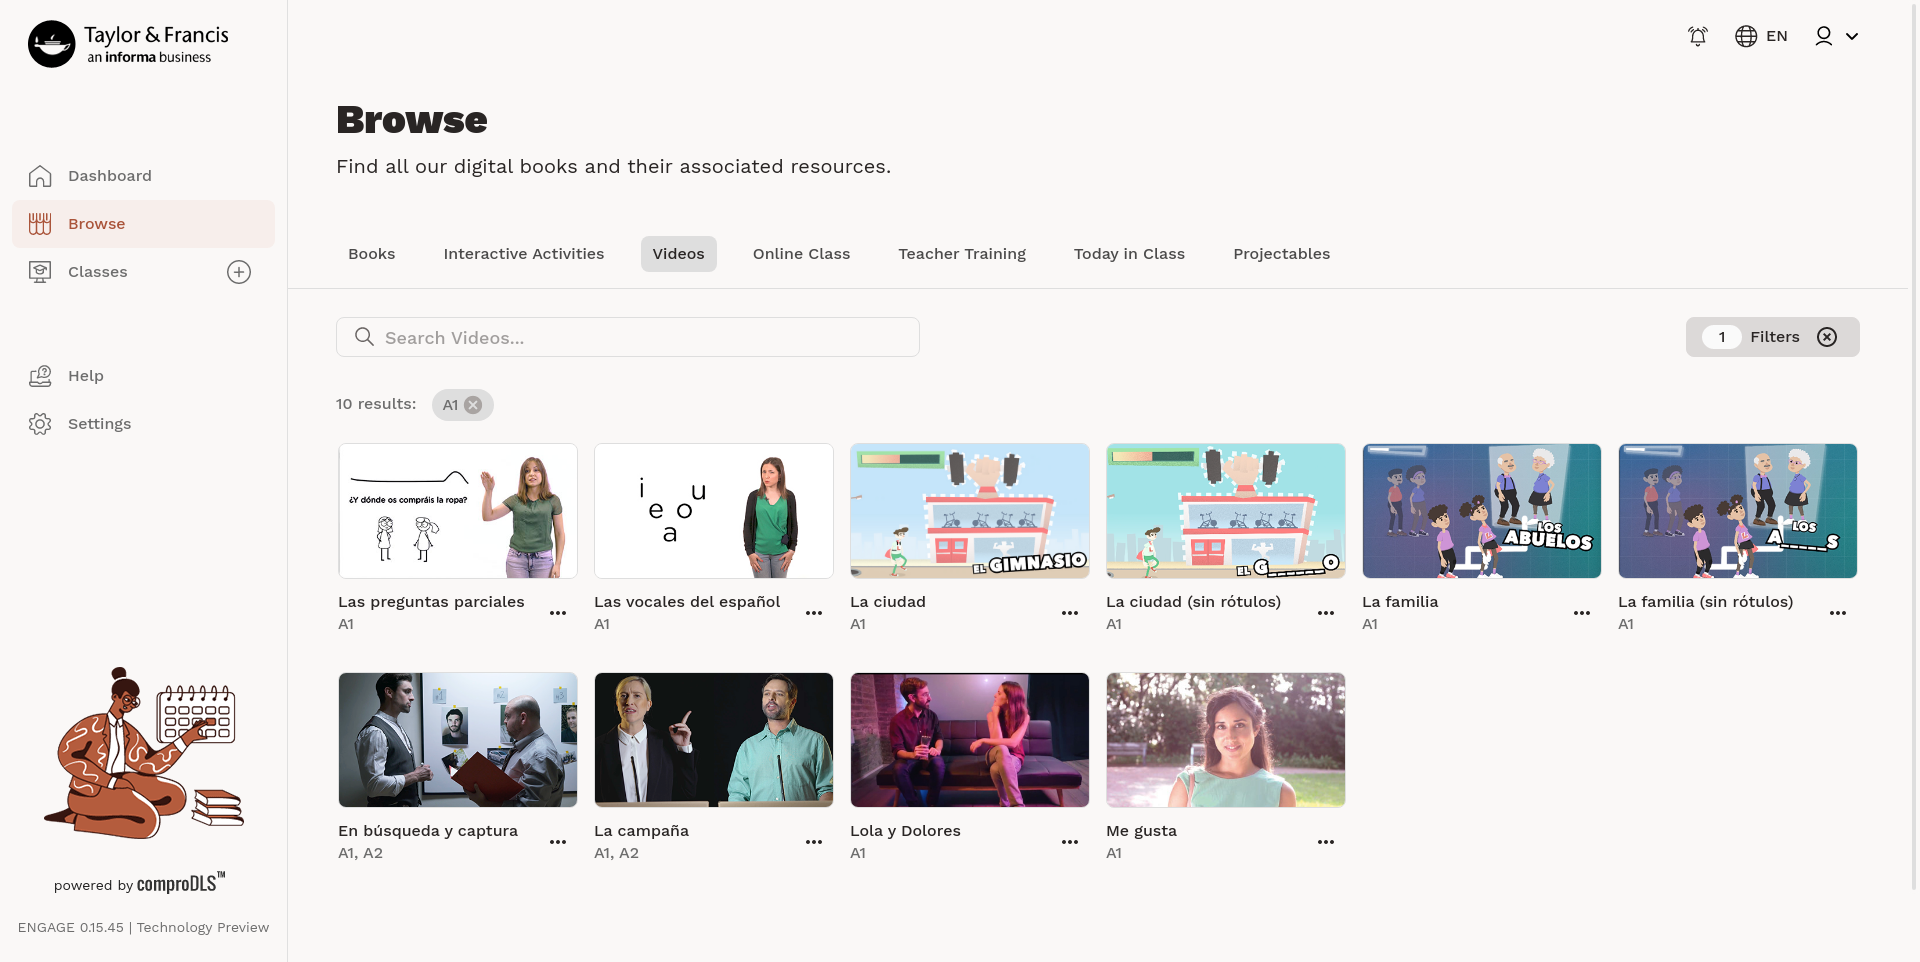 Taylor & Francis
an informa business
EN
Browse
Find all our digital books and their associated resources.
Dashboard
Browse
Classes
Help
Settings
Books
Interactive Activities
Videos
Online Class
Teacher Training
Today in Class
Projectables
Search Videos...
1 Filters
10 results:
A1
¿Y dónde os compráis la ropa?
i
u
e o
a
EL GIMNASIO
EL G______O
LOS
ABUELOS
LOS
A_____S
Las preguntas parciales
A1
Las vocales del español
A1
La ciudad
A1
La ciudad (sin rótulos)
A1
La familia
A1
La familia (sin rótulos)
A1
En búsqueda y captura
A1, A2
La campaña
A1, A2
Lola y Dolores
A1
Me gusta
A1
powered by comproDLS™
ENGAGE 0.15.45 | Technology Preview